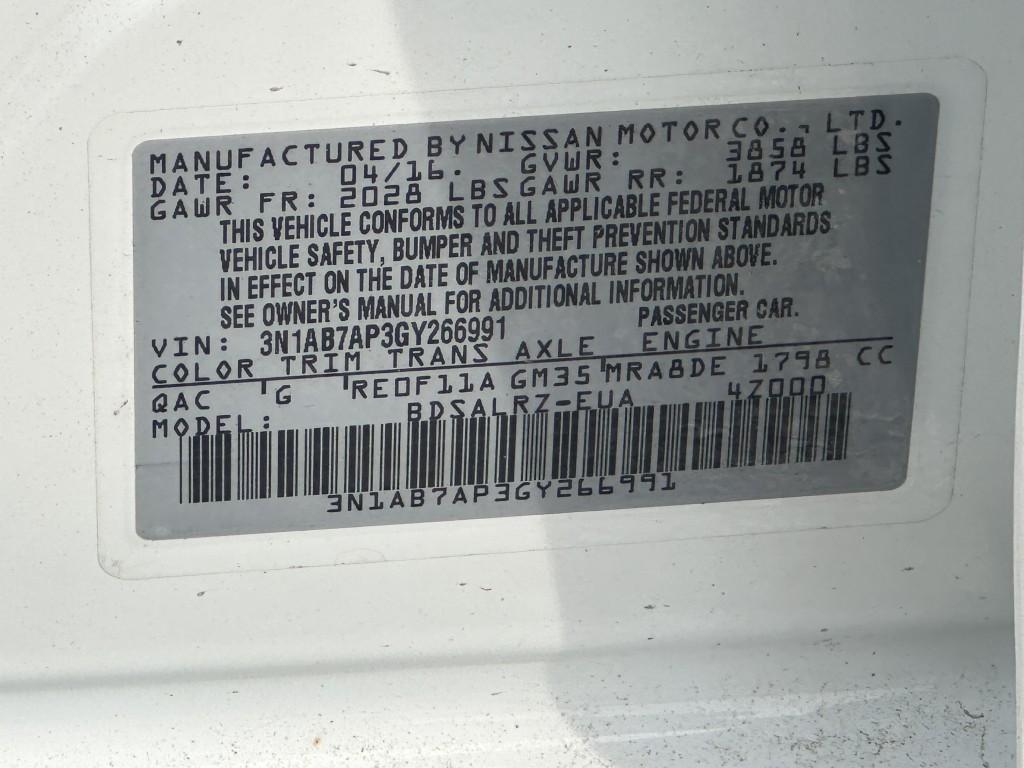 MANUFACTURED BY NISSAN MOTOR CO., LTD.
DATE: 04/16. GVWR: 3858 LBS
GAWR FR: 2028 LBS GAWR RR: 1874 LBS
THIS VEHICLE CONFORMS TO ALL APPLICABLE FEDERAL MOTOR
VEHICLE SAFETY, BUMPER AND THEFT PREVENTION STANDARDS
IN EFFECT ON THE DATE OF MANUFACTURE SHOWN ABOVE.
SEE OWNER'S MANUAL FOR ADDITIONAL INFORMATION.
VIN: 3N1AB7AP3GY266991 PASSENGER CAR.
COLOR TRIM TRANS AXLE ENGINE
QAC G RE0F11A GM35 MRA8DE 1798 CC
MODEL: BDSALRZ-EUA 4Z000
3N1AB7AP3GY266991